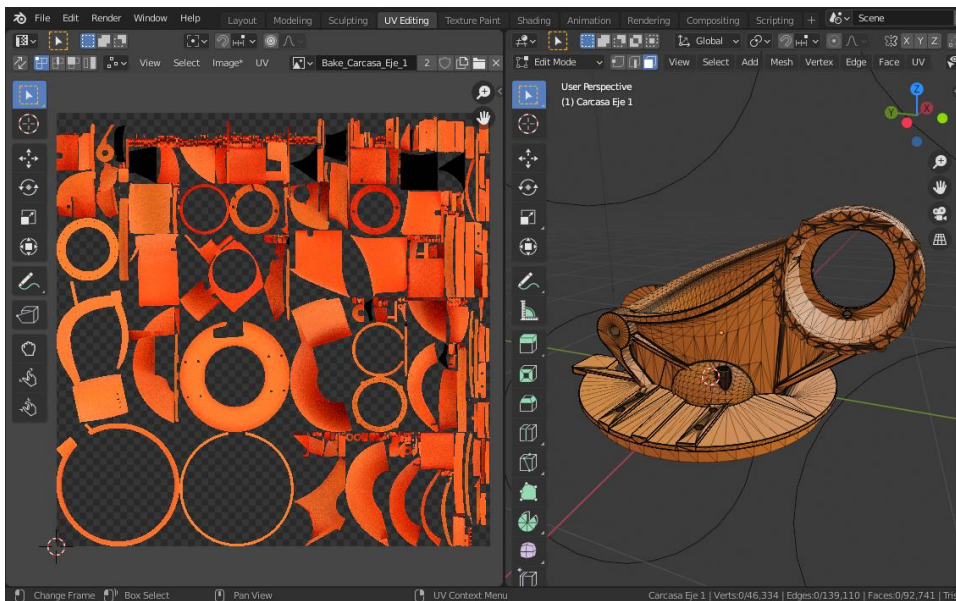 File Edit Render Window Help Layout Modeling Sculpting UV Editing Texture Paint Shading Animation Rendering Compositing Scripting + Scene
Global X Y Z
View Select Image* UV Bake_Carcasa_Eje_1 2
Edit Mode View Select Add Mesh Vertex Edge Face UV
User Perspective
(1) Carcasa Eje 1
Z
Y
X
Change Frame Box Select Pan View UV Context Menu Carcasa Eje 1 | Verts:0/46,334 | Edges:0/139,110 | Faces:0/92,741 | Tris